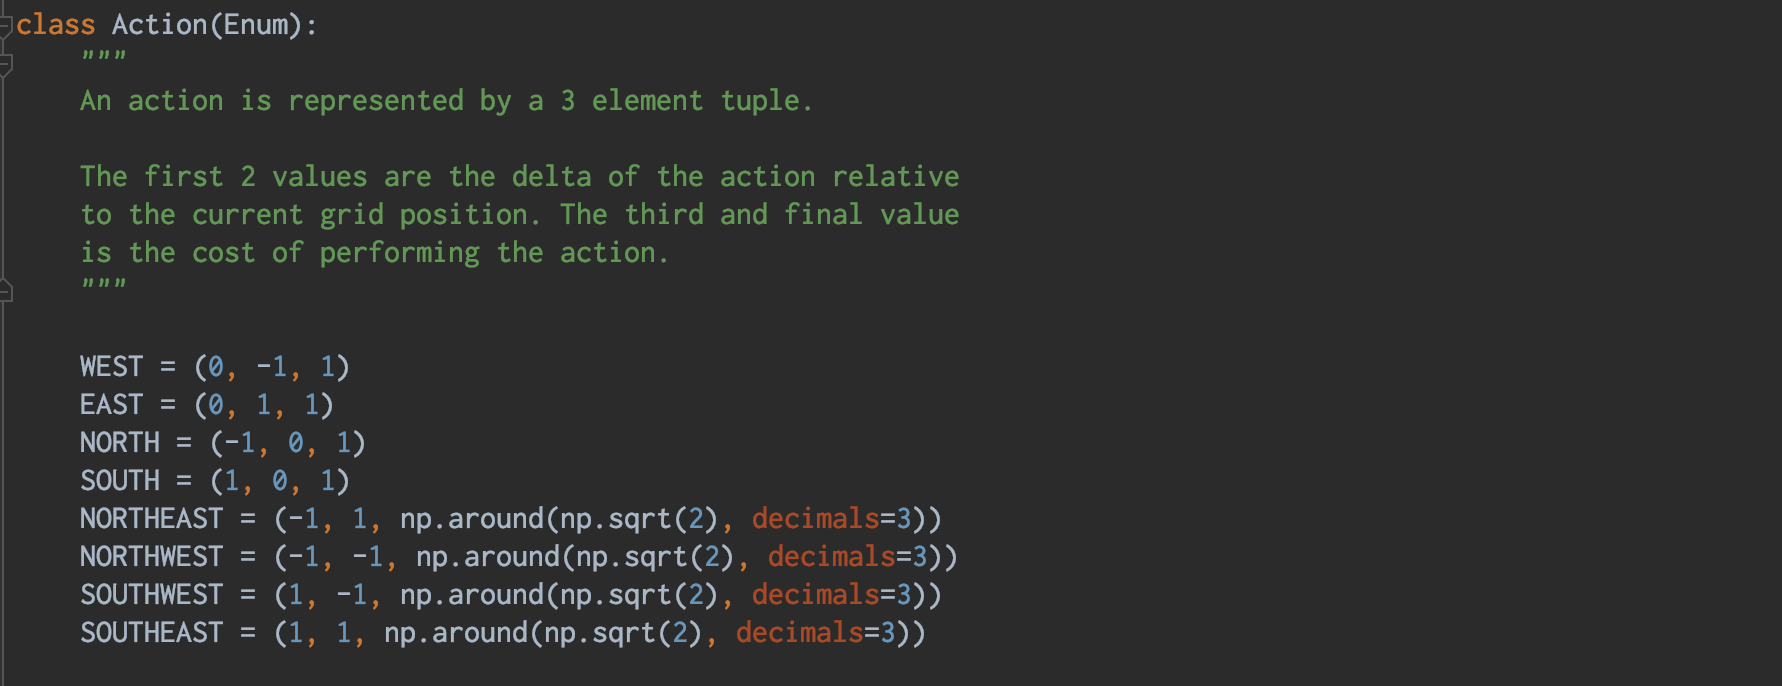 class Action(Enum):
    """
    An action is represented by a 3 element tuple.

    The first 2 values are the delta of the action relative
    to the current grid position. The third and final value
    is the cost of performing the action.
    """

    WEST = (0, -1, 1)
    EAST = (0, 1, 1)
    NORTH = (-1, 0, 1)
    SOUTH = (1, 0, 1)
    NORTHEAST = (-1, 1, np.around(np.sqrt(2), decimals=3))
    NORTHWEST = (-1, -1, np.around(np.sqrt(2), decimals=3))
    SOUTHWEST = (1, -1, np.around(np.sqrt(2), decimals=3))
    SOUTHEAST = (1, 1, np.around(np.sqrt(2), decimals=3))